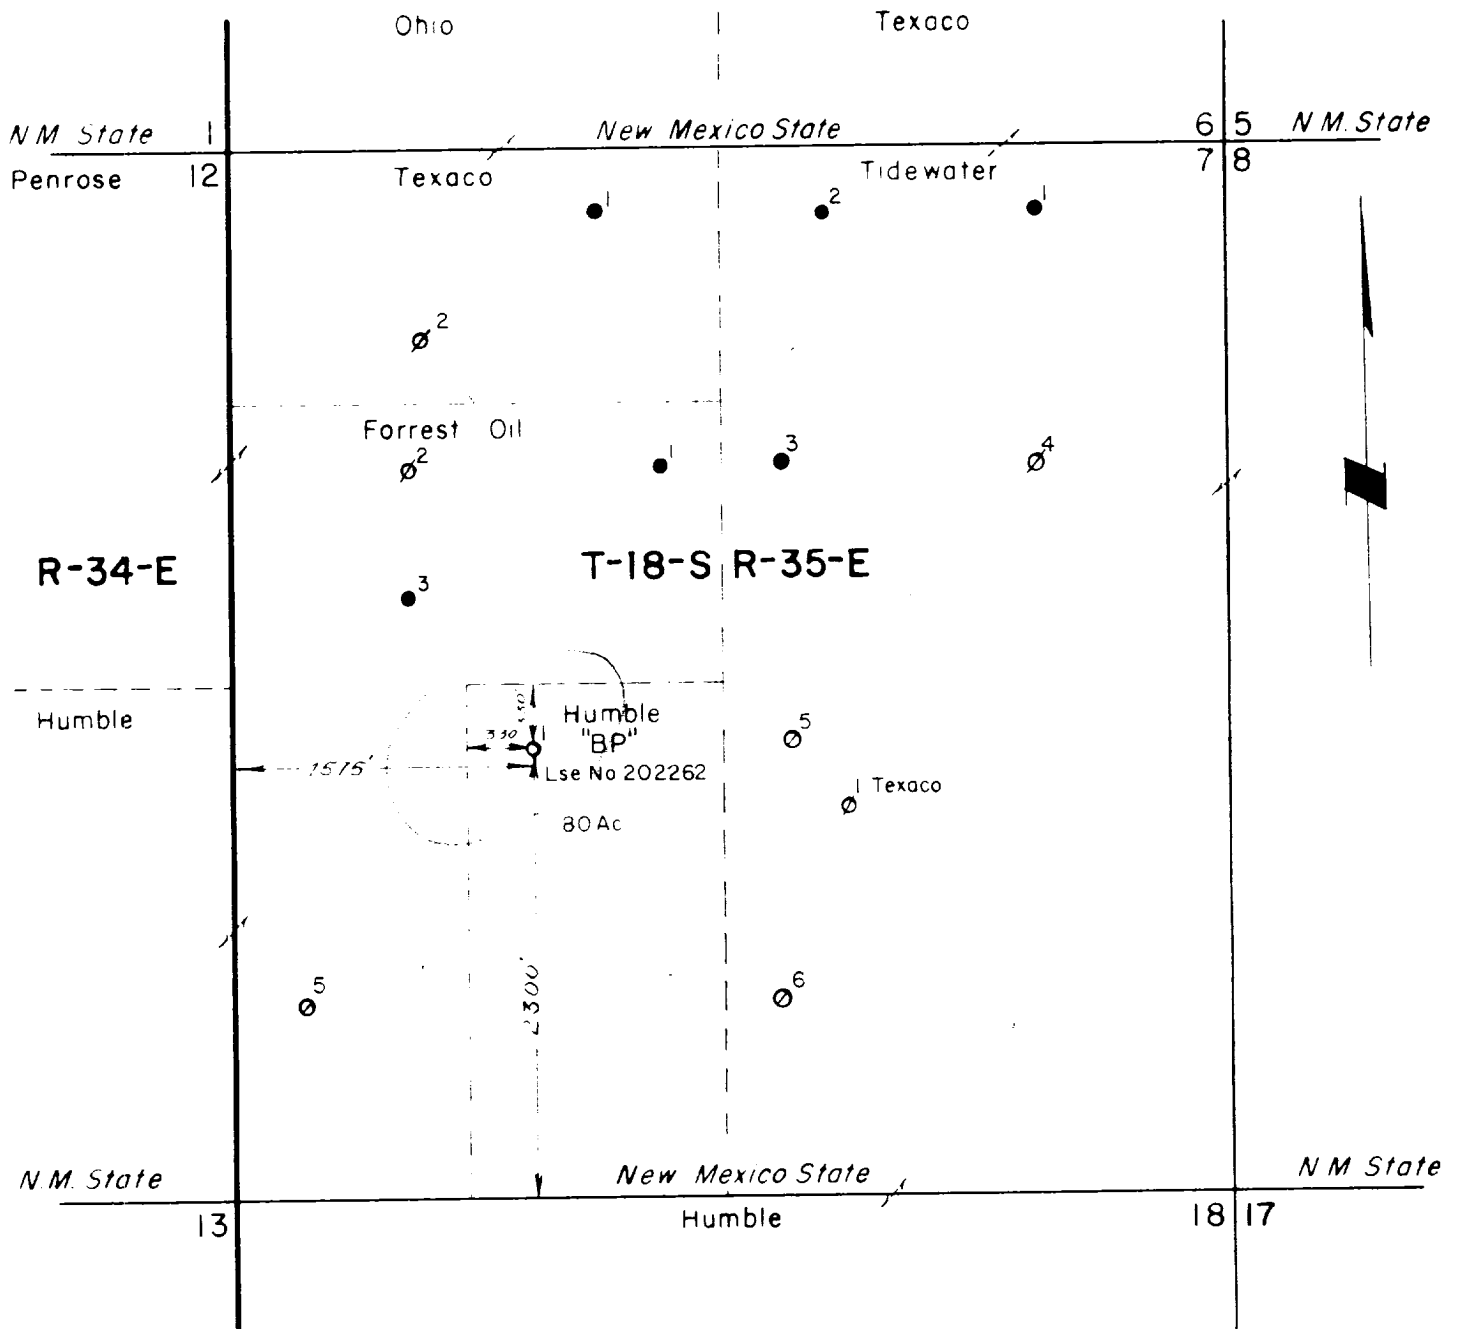 Ohio Texaco
N M. State 1 New Mexico State 6 5 N M. State
Penrose 12 Texaco Tidewater 7 8
1 2 1
2
Forrest Oil
2 1 3 4
R-34-E T-18-S R-35-E
3
Humble 330' Humble
330 1 "BP" 5
1575' Lse No 202262
1 Texaco
80 Ac
2300'
5 6
N.M. State New Mexico State N M State
13 Humble 18 17